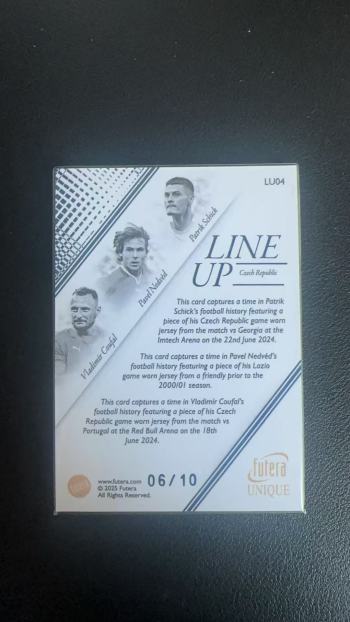 LU04
Patrik Schick
Pavel Nedvěd
Vladimír Coufal
LINE
UP
Czech Republic
This card captures a time in Patrik
Schick's football history featuring a
piece of his Czech Republic game worn
jersey from the match vs Georgia at the
Imtech Arena on the 22nd June 2024.
This card captures a time in Pavel Nedvěd's
football history featuring a piece of his Lazio
game worn jersey from a friendly prior to the
2000/01 season.
This card captures a time in Vladimír Coufal's
football history featuring a piece of his Czech
Republic game worn jersey from the match vs
Portugal at the Red Bull Arena on the 18th
June 2024.
futera
UNIQUE
www.futera.com
© 2025 Futera
All Rights Reserved.
06/10